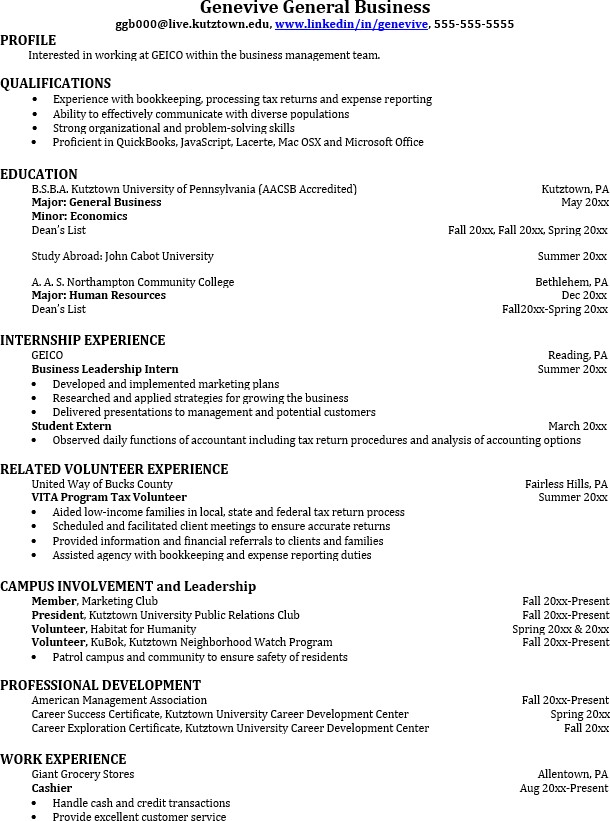 Genevive General Business
ggb000@live.kutztown.edu, www.linkedin/in/genevive, 555-555-5555
PROFILE
Interested in working at GEICO within the business management team.
QUALIFICATIONS
• Experience with bookkeeping, processing tax returns and expense reporting
• Ability to effectively communicate with diverse populations
• Strong organizational and problem-solving skills
• Proficient in QuickBooks, JavaScript, Lacerte, Mac OSX and Microsoft Office
EDUCATION
B.S.B.A. Kutztown University of Pennsylvania (AACSB Accredited) Kutztown, PA
Major: General Business May 20xx
Minor: Economics
Dean's List Fall 20xx, Fall 20xx, Spring 20xx
Study Abroad: John Cabot University Summer 20xx
A. A. S. Northampton Community College Bethlehem, PA
Major: Human Resources Dec 20xx
Dean's List Fall20xx-Spring 20xx
INTERNSHIP EXPERIENCE
GEICO Reading, PA
Business Leadership Intern Summer 20xx
• Developed and implemented marketing plans
• Researched and applied strategies for growing the business
• Delivered presentations to management and potential customers
Student Extern March 20xx
• Observed daily functions of accountant including tax return procedures and analysis of accounting options
RELATED VOLUNTEER EXPERIENCE
United Way of Bucks County Fairless Hills, PA
VITA Program Tax Volunteer Summer 20xx
• Aided low-income families in local, state and federal tax return process
• Scheduled and facilitated client meetings to ensure accurate returns
• Provided information and financial referrals to clients and families
• Assisted agency with bookkeeping and expense reporting duties
CAMPUS INVOLVEMENT and Leadership
Member, Marketing Club Fall 20xx-Present
President, Kutztown University Public Relations Club Fall 20xx-Present
Volunteer, Habitat for Humanity Spring 20xx & 20xx
Volunteer, KuBok, Kutztown Neighborhood Watch Program Fall 20xx-Present
• Patrol campus and community to ensure safety of residents
PROFESSIONAL DEVELOPMENT
American Management Association Fall 20xx-Present
Career Success Certificate, Kutztown University Career Development Center Spring 20xx
Career Exploration Certificate, Kutztown University Career Development Center Fall 20xx
WORK EXPERIENCE
Giant Grocery Stores Allentown, PA
Cashier Aug 20xx-Present
• Handle cash and credit transactions
• Provide excellent customer service